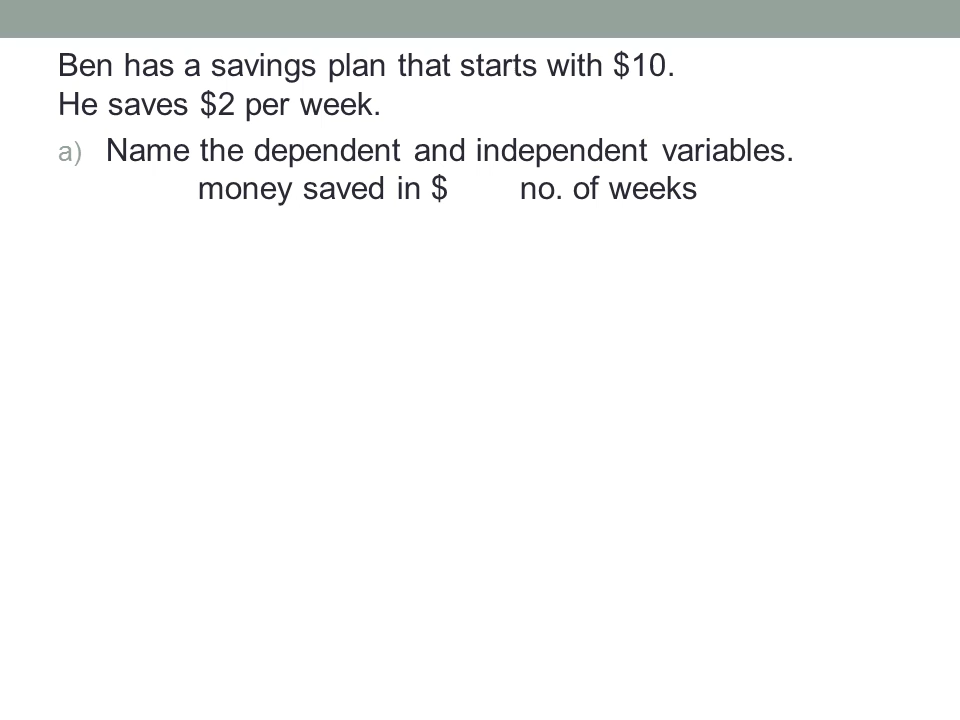 Ben has a savings plan that starts with $10.
He saves $2 per week.
a) Name the dependent and independent variables.
money saved in $ no. of weeks